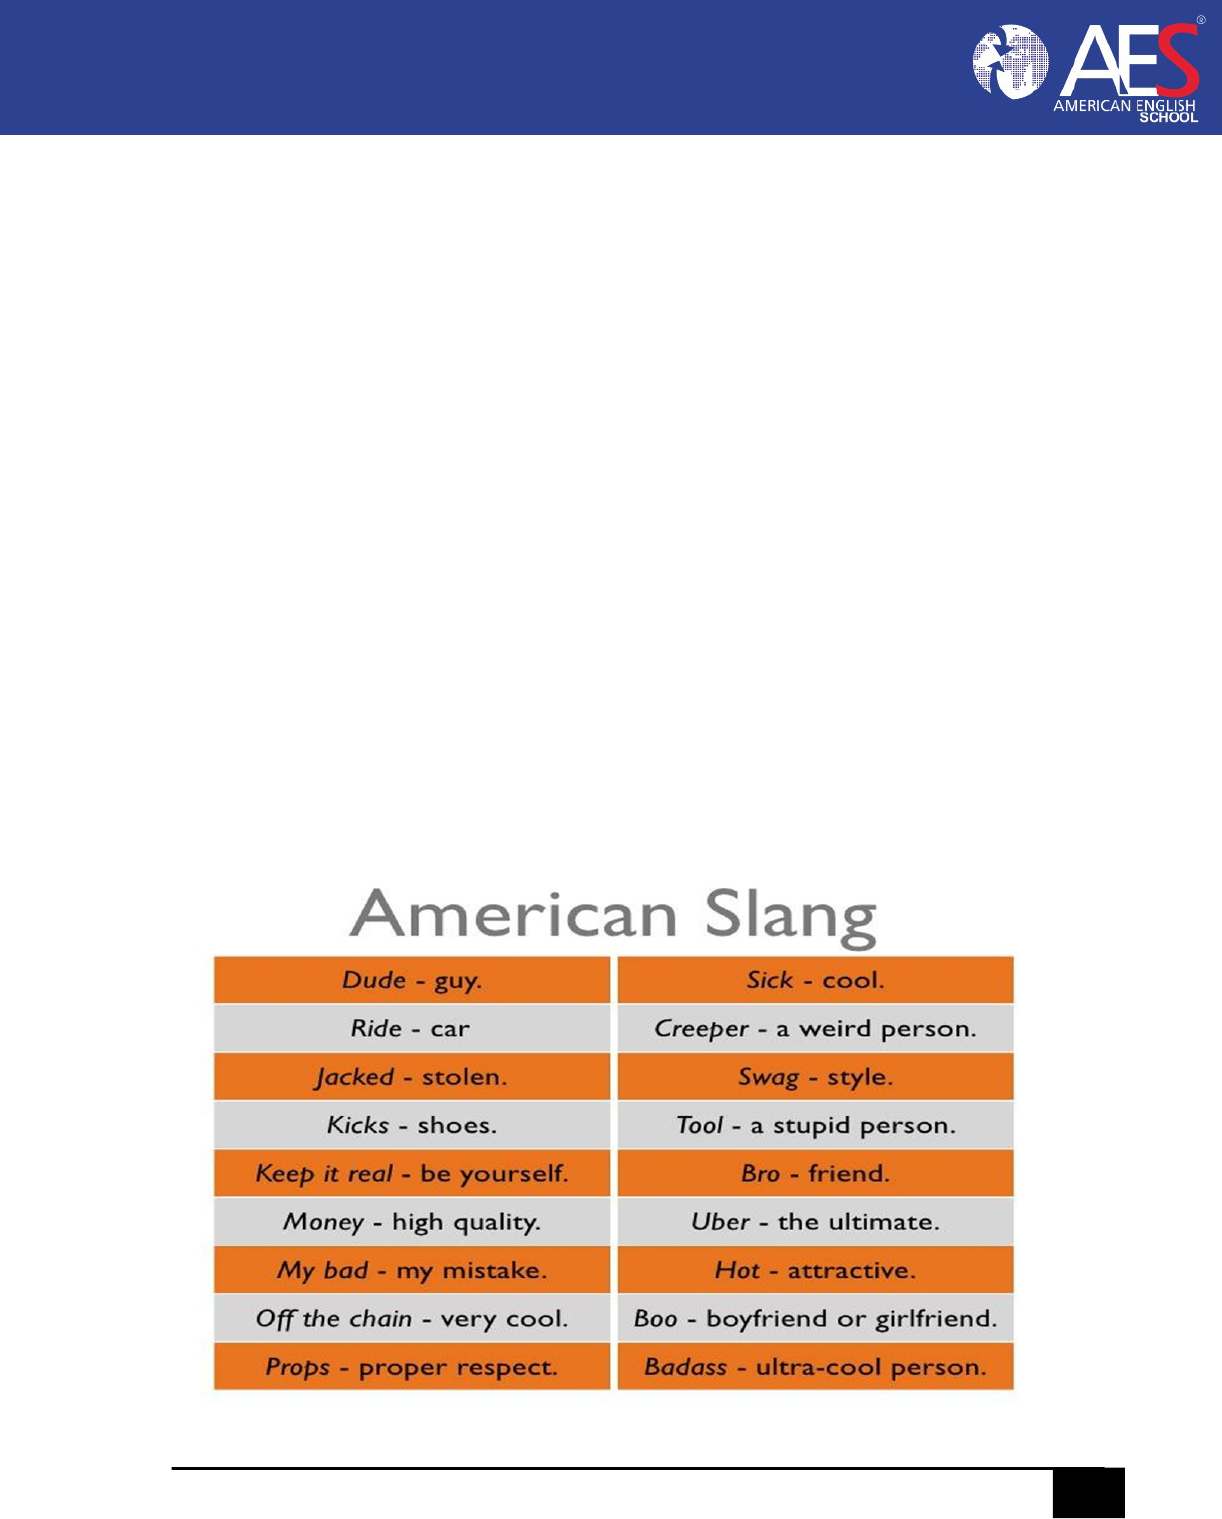 AES®
AMERICAN ENGLISH
SCHOOL
American Slang
Dude - guy.
Sick - cool.
Ride - car
Creeper - a weird person.
Jacked - stolen.
Swag - style.
Kicks - shoes.
Tool - a stupid person.
Keep it real - be yourself.
Bro - friend.
Money - high quality.
Uber - the ultimate.
My bad - my mistake.
Hot - attractive.
Off the chain - very cool.
Boo - boyfriend or girlfriend.
Props - proper respect.
Badass - ultra-cool person.